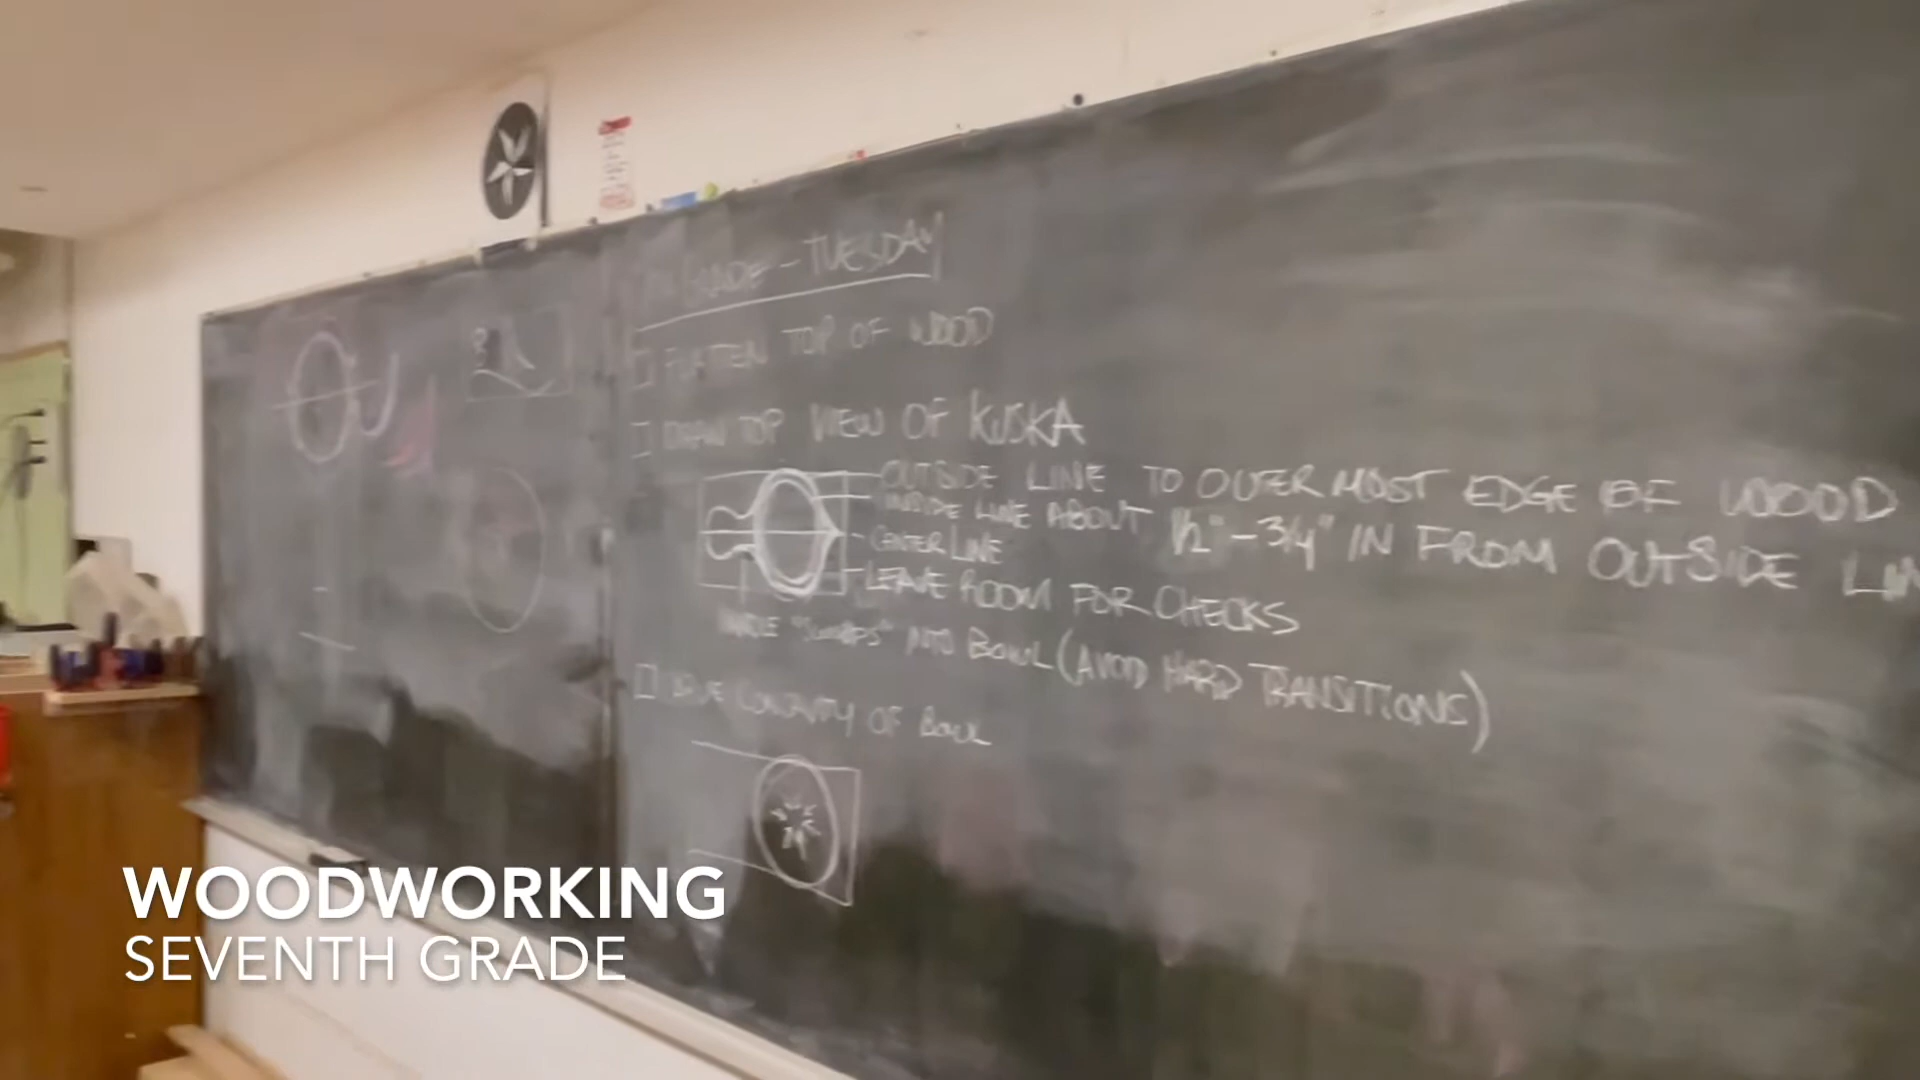 7TH GRADE - TUESDAY
FLATTEN TOP OF WOOD
DRAW TOP VIEW OF KUSKA
OUTSIDE LINE TO OUTER MOST EDGE OF WOOD
INSIDE LINE ABOUT 1/2" - 3/4" IN FROM OUTSIDE LIN
CENTER LINE
LEAVE ROOM FOR CHECKS
INTO BOWL (AVOID HARD TRANSITIONS)
OF BOWL
WOODWORKING
SEVENTH GRADE